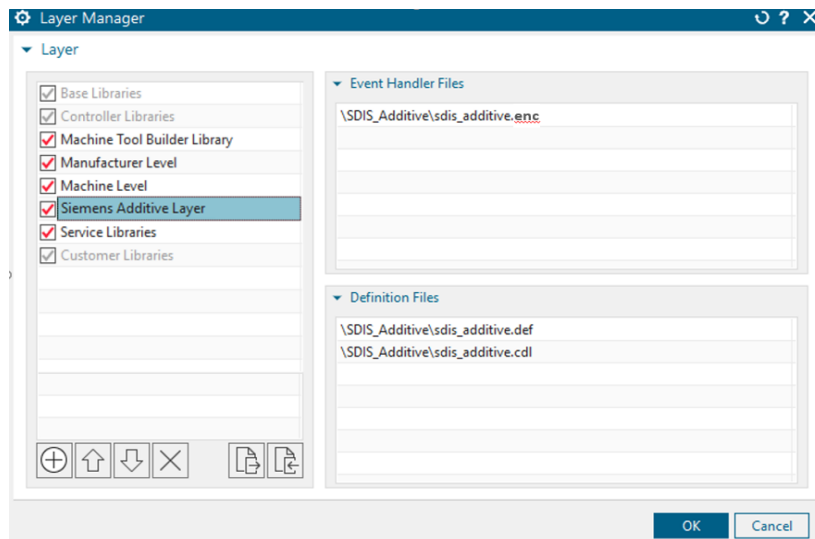 Layer Manager
Layer
Base Libraries
Controller Libraries
Machine Tool Builder Library
Manufacturer Level
Machine Level
Siemens Additive Layer
Service Libraries
Customer Libraries
Event Handler Files
\SDIS_Additive\sdis_additive.enc
Definition Files
\SDIS_Additive\sdis_additive.def
\SDIS_Additive\sdis_additive.cdl
OK
Cancel